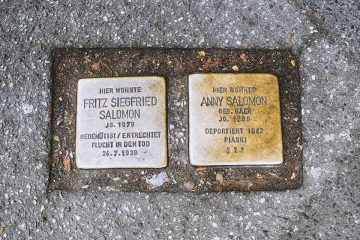 HIER WOHNTE
FRITZ SIEGFRIED
SALOMON
JG. 1879
GEDEMÜTIGT / ENTRECHTET
FLUCHT IN DEN TOD
24.7.1939
HIER WOHNTE
ANNY SALOMON
GEB. BAER
JG. 1888
DEPORTIERT 1942
PIASKI
? ? ?